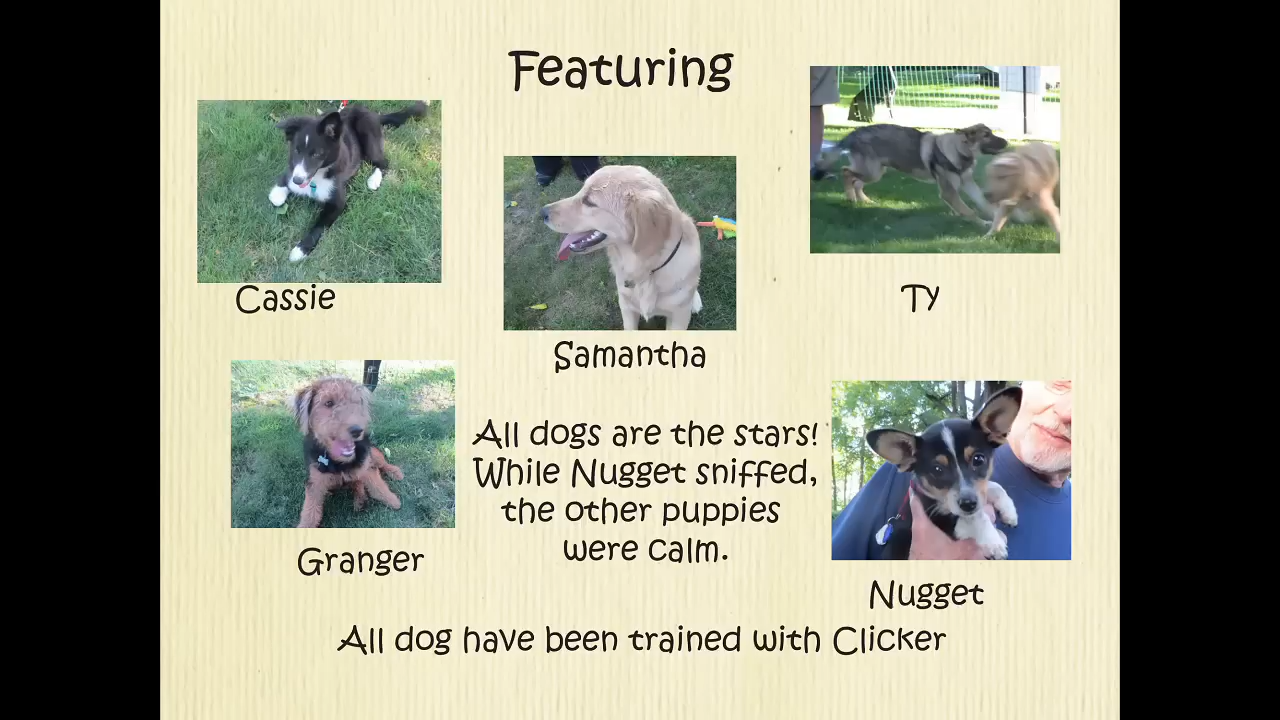 Featuring
Cassie
Samantha
Ty
Granger
All dogs are the stars!
While Nugget sniffed,
the other puppies
were calm.
Nugget
All dog have been trained with Clicker